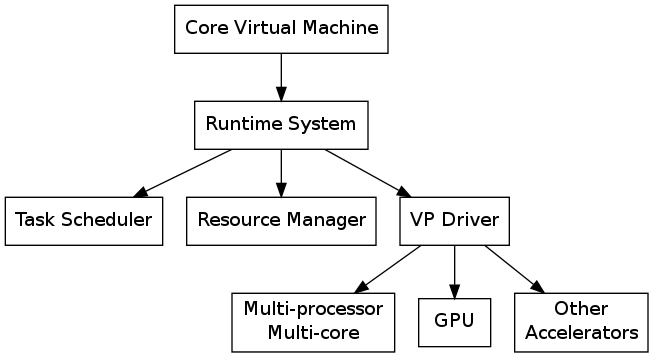 Core Virtual Machine
Runtime System
Task Scheduler
Resource Manager
VP Driver
Multi-processor
Multi-core
GPU
Other
Accelerators